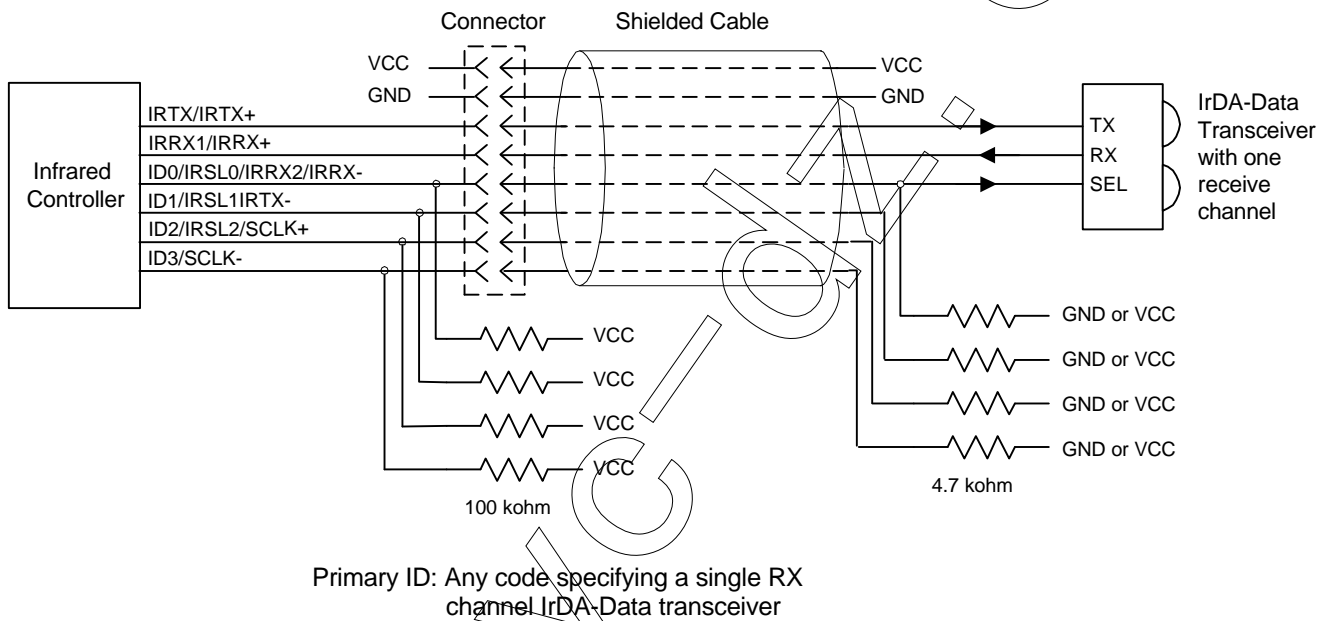 Connector
Shielded Cable
VCC
VCC
GND
GND
IRTX/IRTX+
IRRX1/IRRX+
ID0/IRSL0/IRRX2/IRRX-
ID1/IRSL1IRTX-
ID2/IRSL2/SCLK+
ID3/SCLK-
Infrared
Controller
TX
RX
SEL
IrDA-Data
Transceiver
with one
receive
channel
VCC
VCC
VCC
VCC
100 kohm
GND or VCC
GND or VCC
GND or VCC
GND or VCC
4.7 kohm
Primary ID: Any code specifying a single RX
channel IrDA-Data transceiver